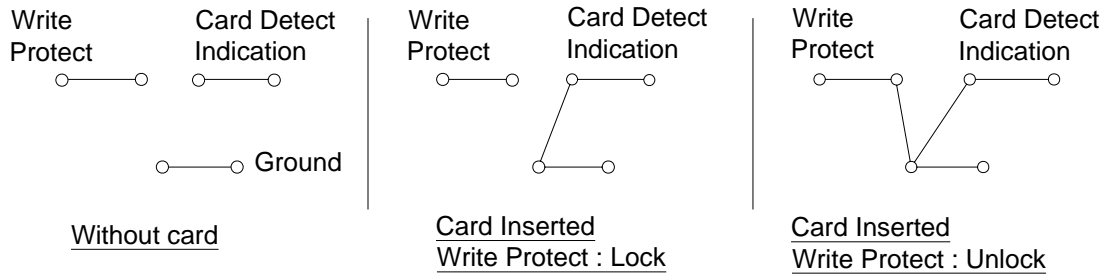 Write
Protect
Card Detect
Indication
Ground
Without card
Write
Protect
Card Detect
Indication
Card Inserted
Write Protect : Lock
Write
Protect
Card Detect
Indication
Card Inserted
Write Protect : Unlock